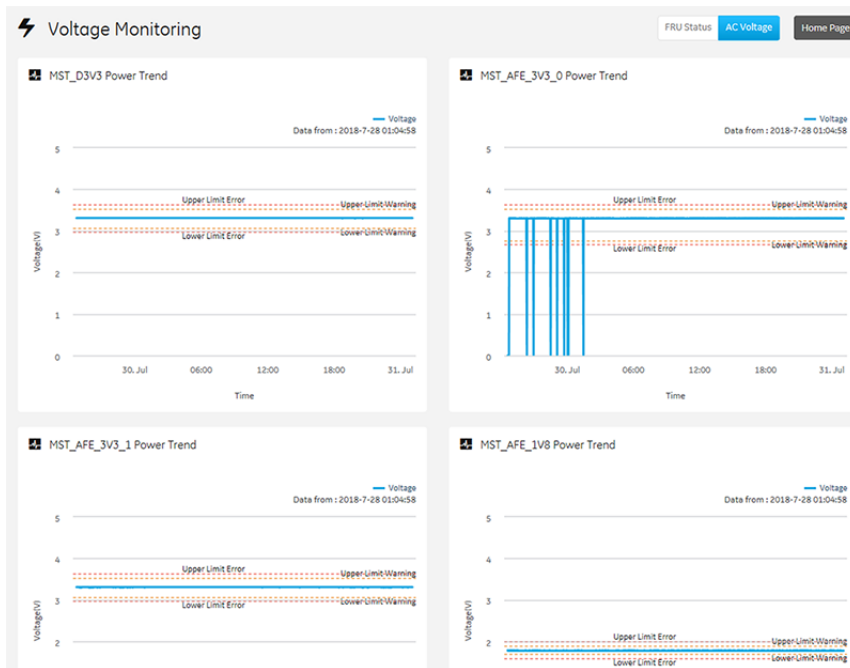 Voltage Monitoring
FRU Status AC Voltage Home Page
MST_D3V3 Power Trend
Voltage
Data from : 2018-7-28 01:04:58
5
4
Upper Limit Error
Upper Limit Warning
3
Lower Limit Error
Lower Limit Warning
2
1
0
Voltage(V)
30. Jul 06:00 12:00 18:00 31. Jul
Time
MST_AFE_3V3_0 Power Trend
Voltage
Data from : 2018-7-28 01:04:58
5
4
Upper Limit Error
Upper Limit Warning
3
Lower Limit Error
Lower Limit Warning
2
1
0
Voltage(V)
30. Jul 06:00 12:00 18:00 31. Jul
Time
MST_AFE_3V3_1 Power Trend
Voltage
Data from : 2018-7-28 01:04:58
5
4
Upper Limit Error
Upper Limit Warning
3
Lower Limit Error
Lower Limit Warning
2
Voltage(V)
MST_AFE_1V8 Power Trend
Voltage
Data from : 2018-7-28 01:04:58
5
4
3
2
Upper Limit Error
Upper Limit Warning
Lower Limit Error
Lower Limit Warning
Voltage(V)